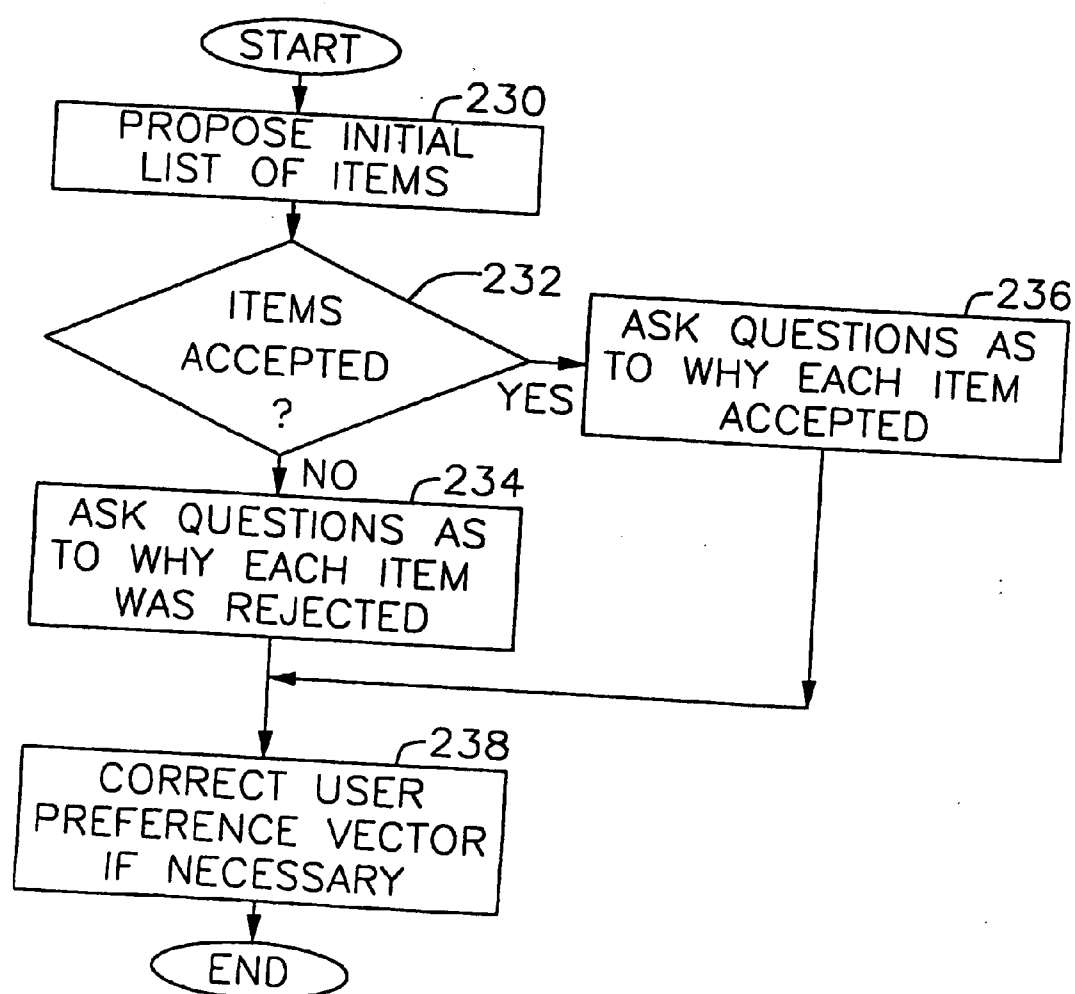 START
230
PROPOSE INITIAL
LIST OF ITEMS
232
ITEMS
ACCEPTED
?
YES
236
ASK QUESTIONS AS
TO WHY EACH ITEM
ACCEPTED
NO
234
ASK QUESTIONS AS
TO WHY EACH ITEM
WAS REJECTED
238
CORRECT USER
PREFERENCE VECTOR
IF NECESSARY
END